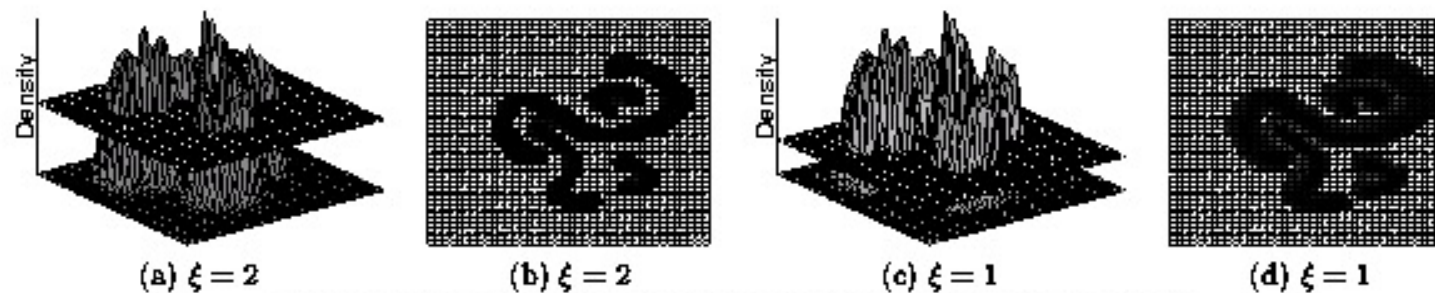 Density
Density
(a) ξ = 2
(b) ξ = 2
(c) ξ = 1
(d) ξ = 1